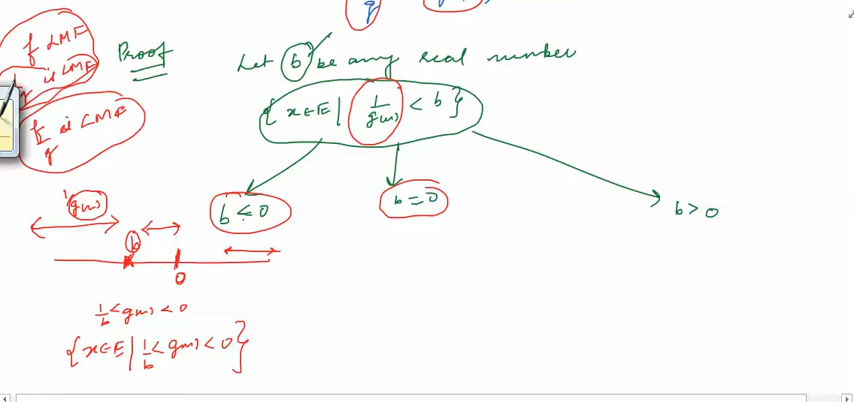 f LMF
is LMF
Proof
Let b be any real number
f/g is LMF
{ x∈E | 1/g(x) < b }
1/g(x)
b < 0
b = 0
b > 0
b
0
1/b < g(x) < 0
{ x∈E | 1/b < g(x) < 0 }